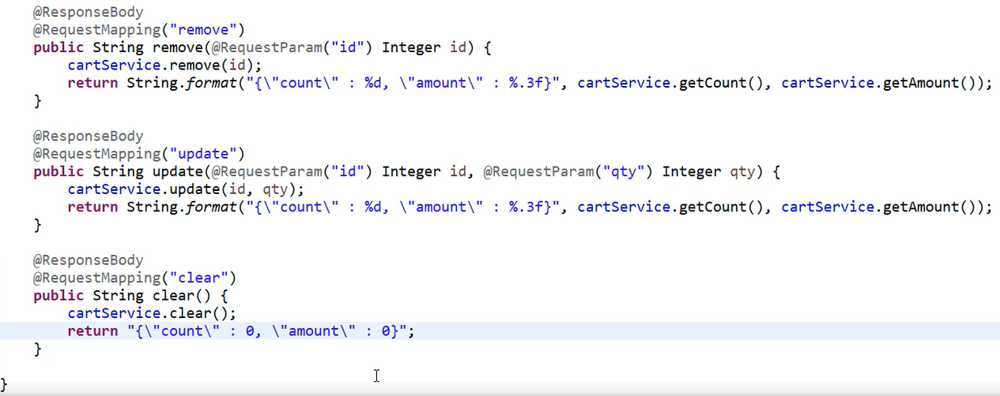 @ResponseBody
@RequestMapping("remove")
public String remove(@RequestParam("id") Integer id) {
cartService.remove(id);
return String.format("{\"count\" : %d, \"amount\" : %.3f}", cartService.getCount(), cartService.getAmount());
}
@ResponseBody
@RequestMapping("update")
public String update(@RequestParam("id") Integer id, @RequestParam("qty") Integer qty) {
cartService.update(id, qty);
return String.format("{\"count\" : %d, \"amount\" : %.3f}", cartService.getCount(), cartService.getAmount());
}
@ResponseBody
@RequestMapping("clear")
public String clear() {
cartService.clear();
return "{\"count\" : 0, \"amount\" : 0}";
}
}